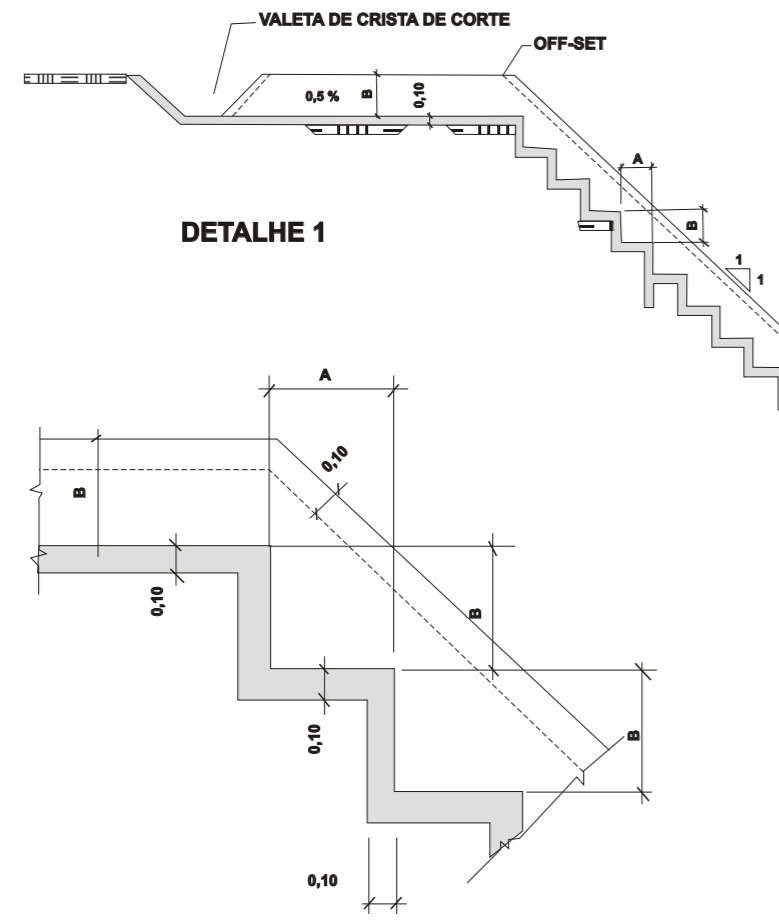 VALETA DE CRISTA DE CORTE
OFF-SET
0,5 %
B
0,10
A
B
DETALHE 1
1
1
A
0,10
B
0,10
B
0,10
B
0,10